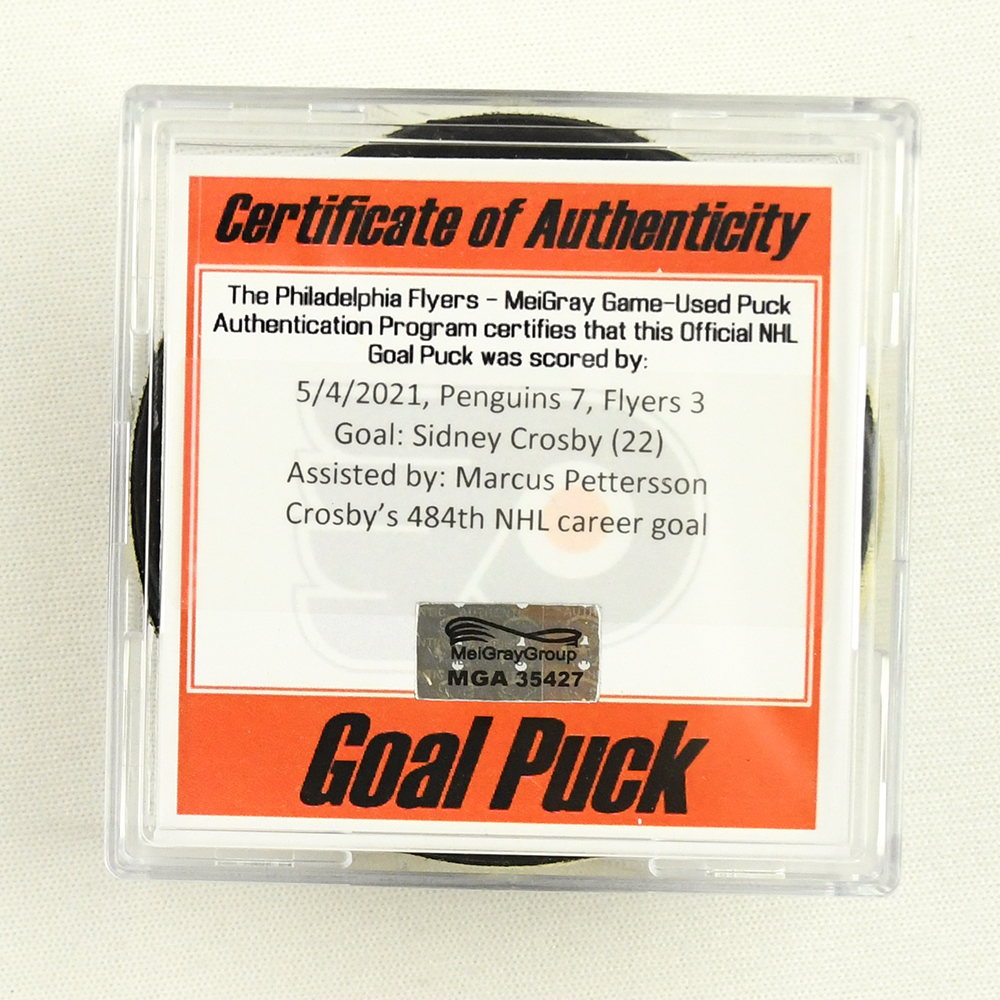 Certificate of Authenticity
The Philadelphia Flyers - MeiGray Game-Used Puck
Authentication Program certifies that this Official NHL
Goal Puck was scored by:
5/4/2021, Penguins 7, Flyers 3
Goal: Sidney Crosby (22)
Assisted by: Marcus Pettersson
Crosby's 484th NHL career goal
MeiGrayGroup
MGA 35427
Goal Puck